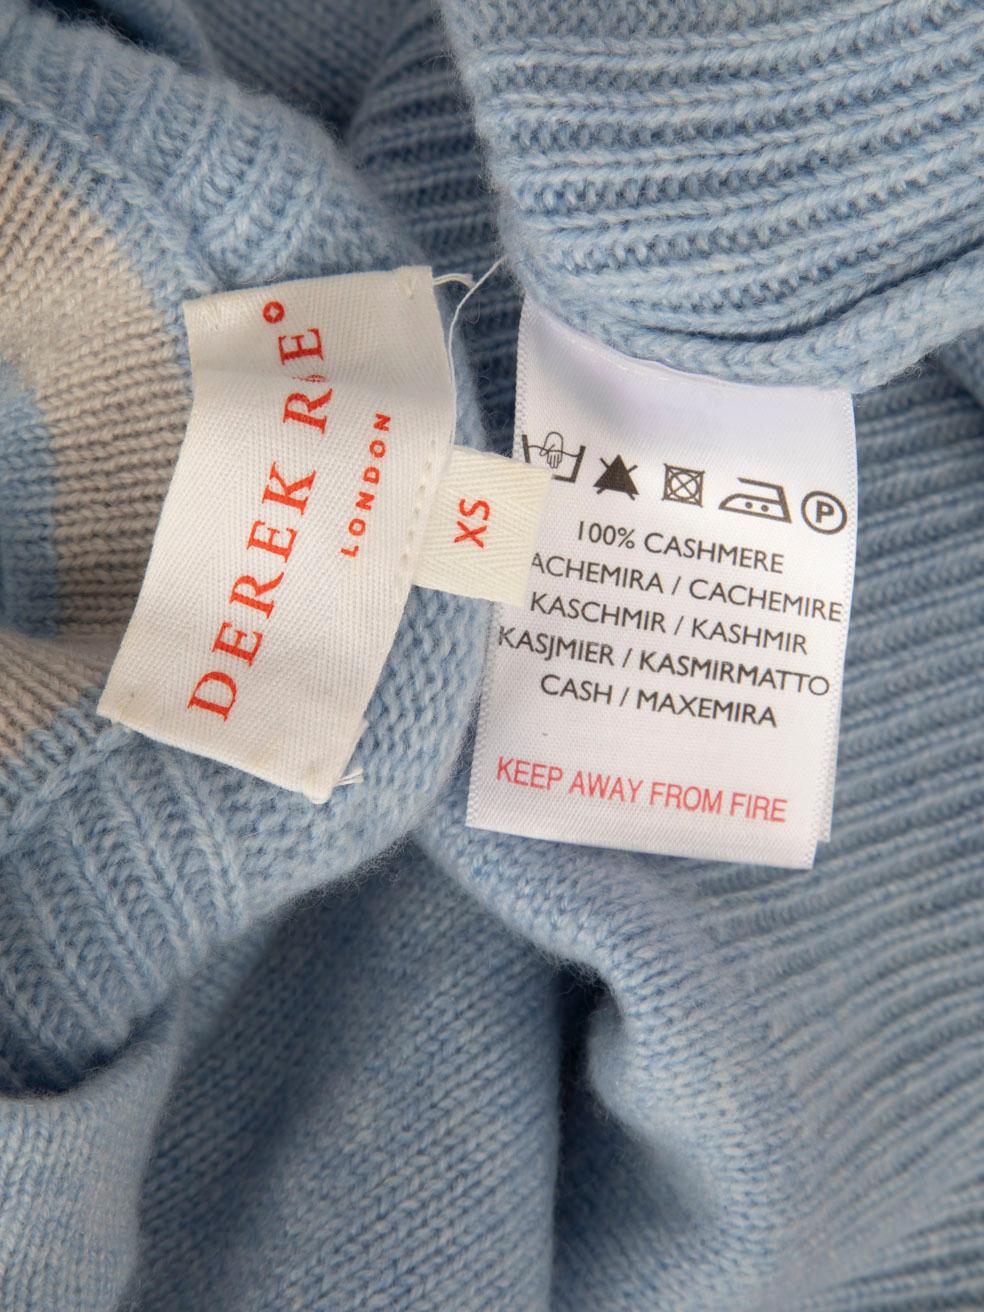 DEREK ROSE
LONDON
XS
P
100% CASHMERE
ACHEMIRA / CACHEMIRE
KASCHMIR / KASHMIR
KASJMIER / KASMIRMATTO
CASH / MAXEMIRA
KEEP AWAY FROM FIRE